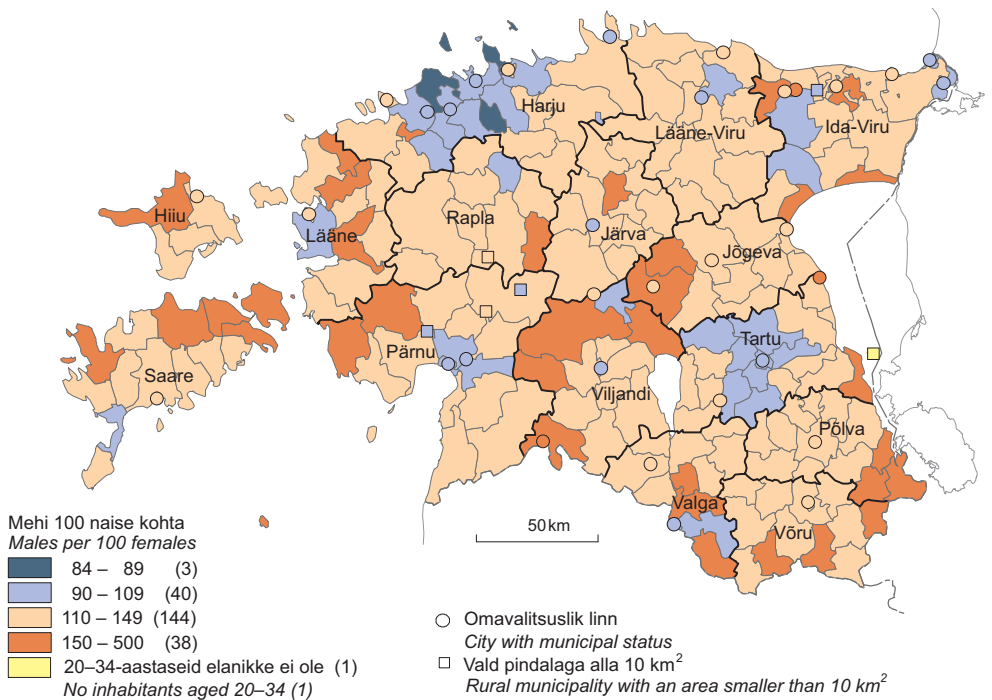 Harju
Lääne-Viru
Ida-Viru
Hiiu
Lääne
Rapla
Järva
Jõgeva
Tartu
Saare
Pärnu
Viljandi
Põlva
Valga
Võru
50 km
Mehi 100 naise kohta
Males per 100 females
84 – 89 (3)
90 – 109 (40)
110 – 149 (144)
150 – 500 (38)
20–34-aastaseid elanikke ei ole (1)
No inhabitants aged 20–34 (1)
Omavalitsuslik linn
City with municipal status
Vald pindalaga alla 10 km²
Rural municipality with an area smaller than 10 km²